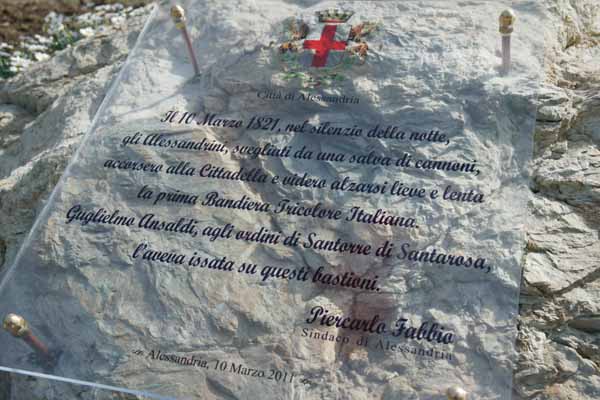 Città di Alessandria
Il 10 Marzo 1821, nel silenzio della notte,
gli Alessandrini, svegliati da una salva di cannoni,
accorsero alla Cittadella e videro alzarsi lieve e lenta
la prima Bandiera Tricolore Italiana.
Guglielmo Ansaldi, agli ordini di Santorre di Santarosa,
l'aveva issata su questi bastioni.
Piercarlo Fabbio
Sindaco di Alessandria
Alessandria, 10 Marzo 2011